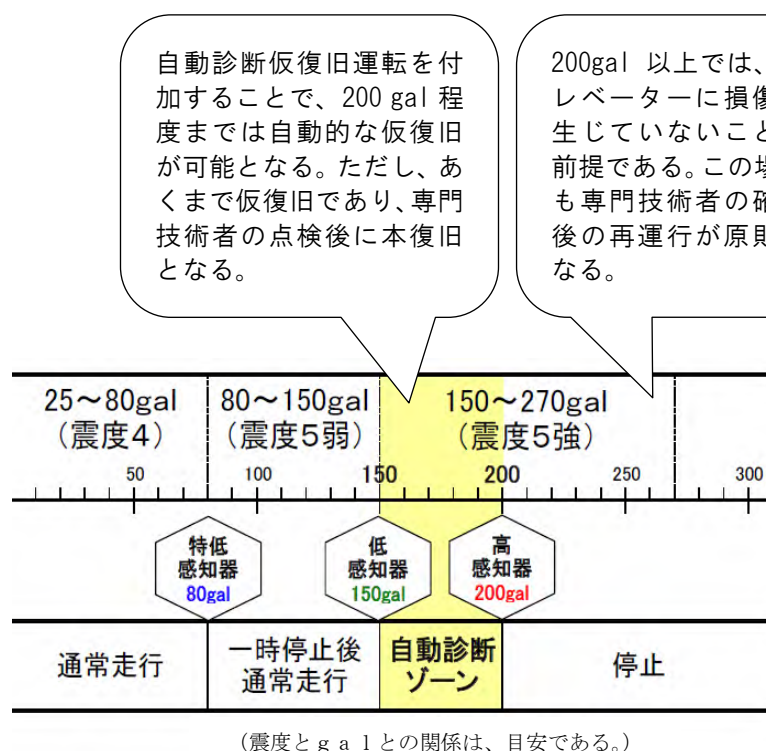 自動診断仮復旧運転を付
加することで、200 gal 程
度までは自動的な仮復旧
が可能となる。ただし、あ
くまで仮復旧であり、専門
技術者の点検後に本復旧
となる。
200gal 以上では、
レベーターに損傷
生じていないこと
前提である。この場
も専門技術者の確
後の再運行が原則
なる。
25～80gal
（震度4）
80～150gal
（震度5弱）
150～270gal
（震度5強）
50 100 150 200 250 300
特低
感知器
80gal
低
感知器
150gal
高
感知器
200gal
通常走行
一時停止後
通常走行
自動診断
ゾーン
停止
（震度とｇａｌとの関係は、目安である。）